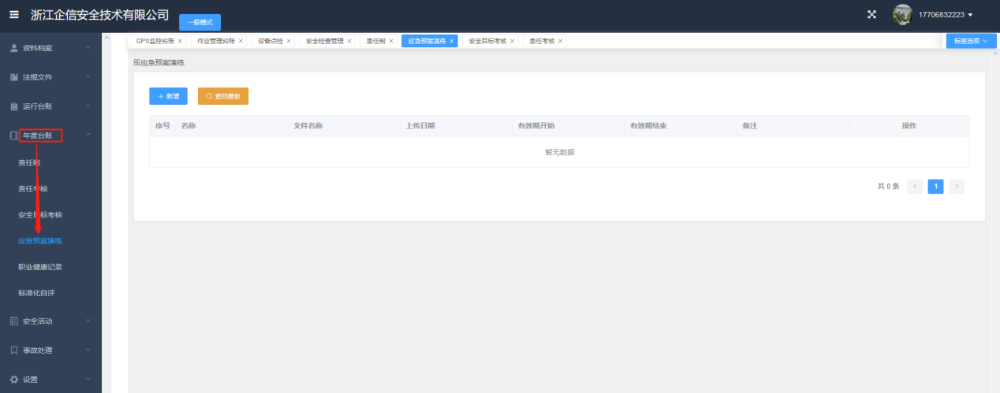 浙江企信安全技术有限公司
一般模式
17706832223
资料档案
法规文件
运行台账
年度台账
责任制
责任考核
安全目标考核
应急预案演练
职业健康记录
标准化自评
安全活动
事故处理
设置
GPS监控台账 × 作业管理台账 × 设备点检 × 安全检查管理 × 责任制 × 应急预案演练 × 安全目标考核 × 责任考核 ×
标签选项
应急预案演练
+ 新增 查找模板
序号 名称 文件名称 上传日期 有效期开始 有效期结束 备注 操作
暂无数据
共 0 条 < 1 >